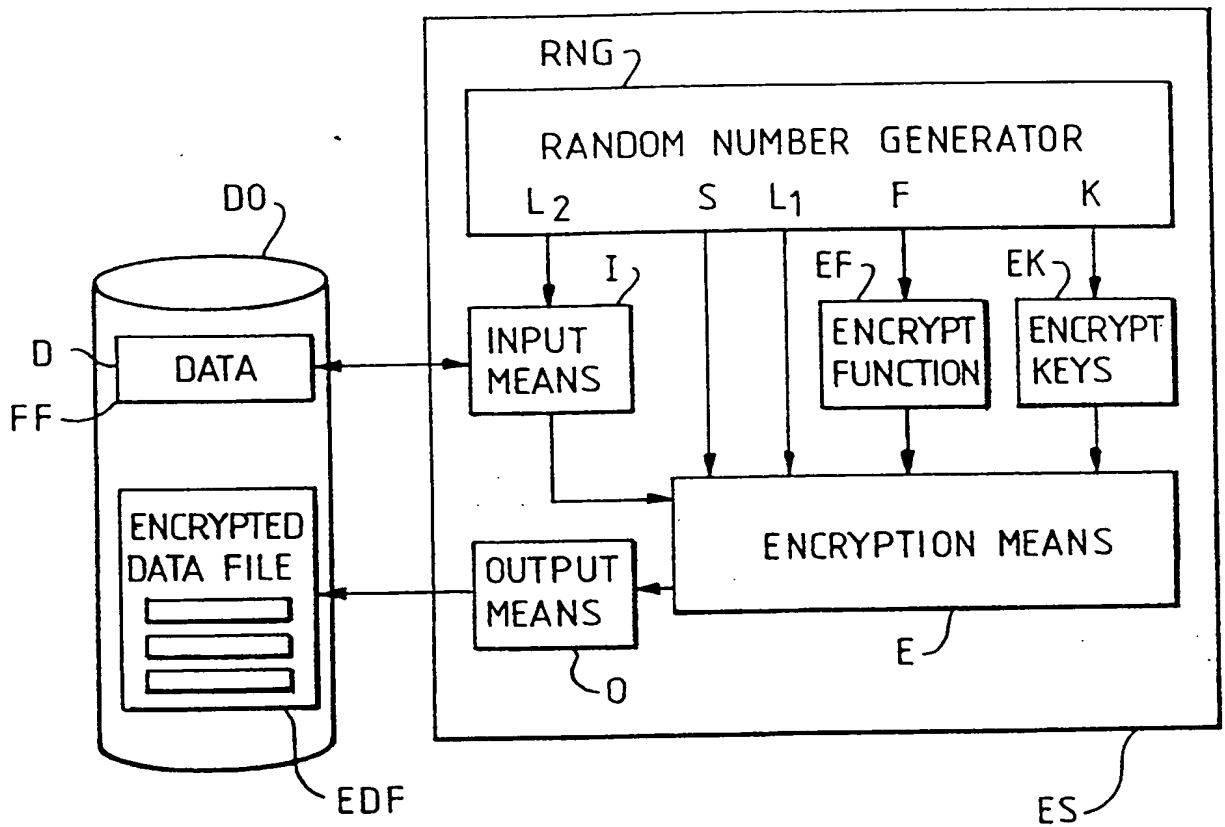 RNG
RANDOM NUMBER GENERATOR
L2 S L1 F K
DO
I
EF
EK
INPUT
MEANS
ENCRYPT
FUNCTION
ENCRYPT
KEYS
D
DATA
FF
ENCRYPTED
DATA FILE
OUTPUT
MEANS
ENCRYPTION MEANS
E
O
EDF
ES